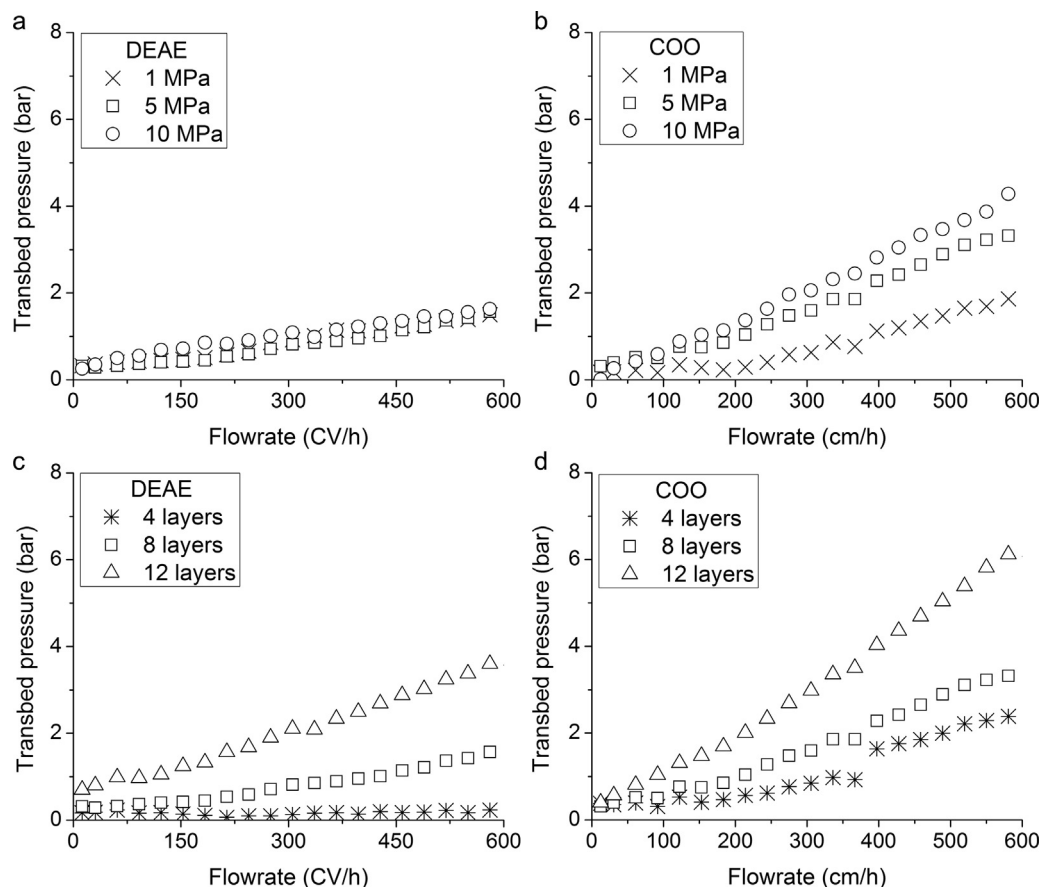 a
DEAE
1 MPa
5 MPa
10 MPa
8
6
4
2
0
Transbed pressure (bar)
0 150 300 450 600
Flowrate (CV/h)
b
COO
1 MPa
5 MPa
10 MPa
8
6
4
2
0
Transbed pressure (bar)
0 100 200 300 400 500 600
Flowrate (cm/h)
c
DEAE
4 layers
8 layers
12 layers
8
6
4
2
0
Transbed pressure (bar)
0 150 300 450 600
Flowrate (CV/h)
d
COO
4 layers
8 layers
12 layers
8
6
4
2
0
Transbed pressure (bar)
0 100 200 300 400 500 600
Flowrate (cm/h)